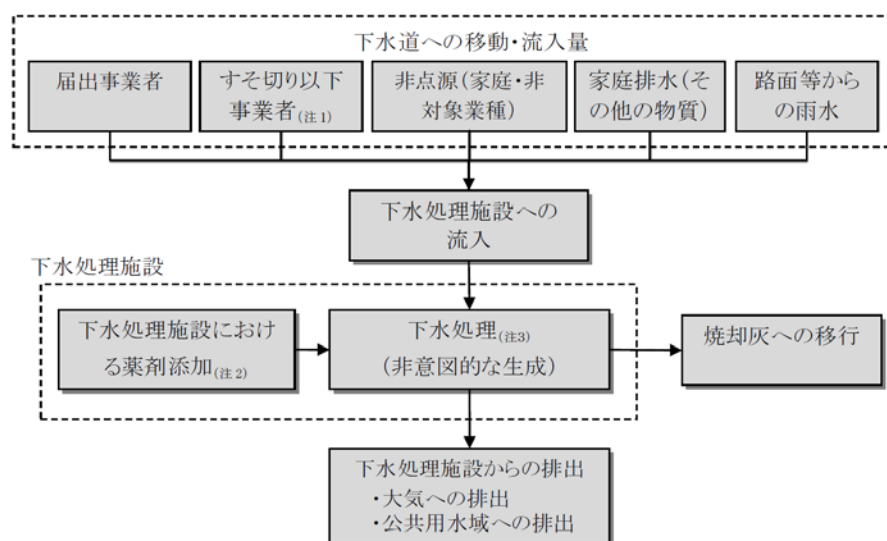 下水道への移動・流入量
届出事業者
すそ切り以下
事業者(注1)
非点源(家庭・非
対象業種)
家庭排水(その他の物質)
路面等から
の雨水
下水処理施設への
流入
下水処理施設
下水処理施設におけ
る薬剤添加(注2)
下水処理(注3)
(非意図的な生成)
焼却灰への移行
下水処理施設からの排出
・大気への排出
・公共用水域への排出